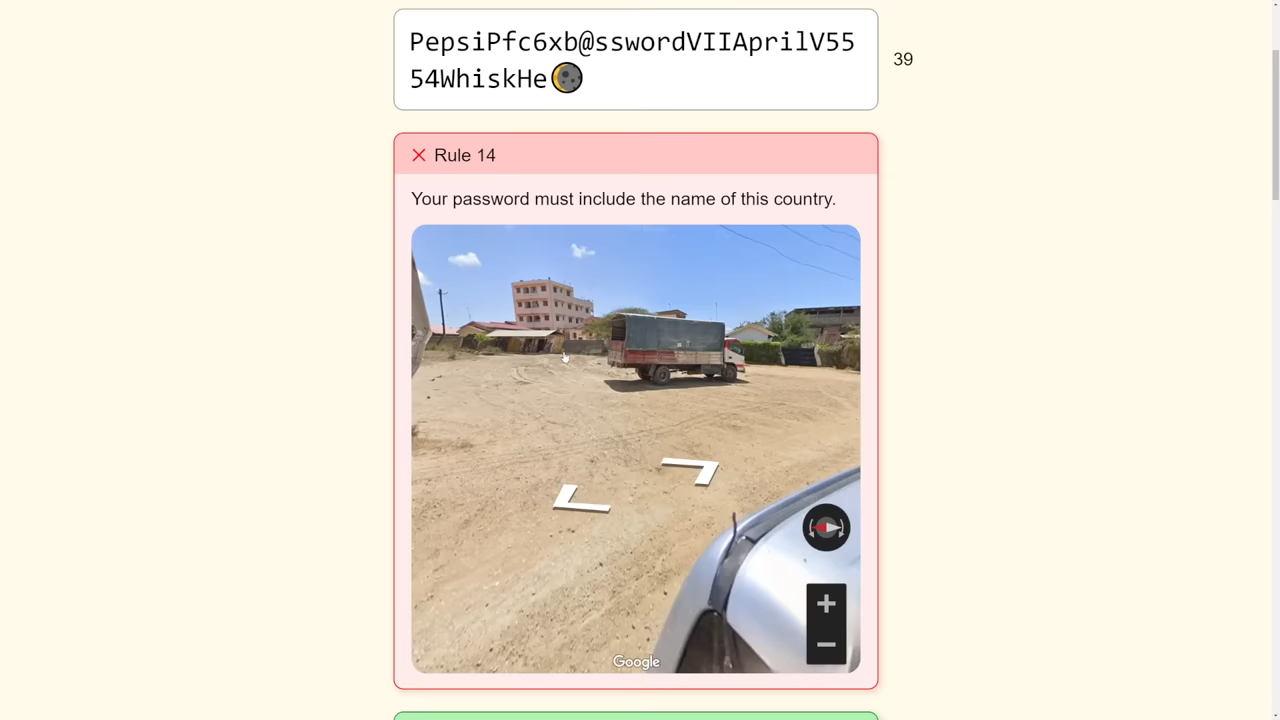 PepsiPfc6xb@sswordVIIAprilV55
54WhiskHe🌘
39
Rule 14
Your password must include the name of this country.
Google